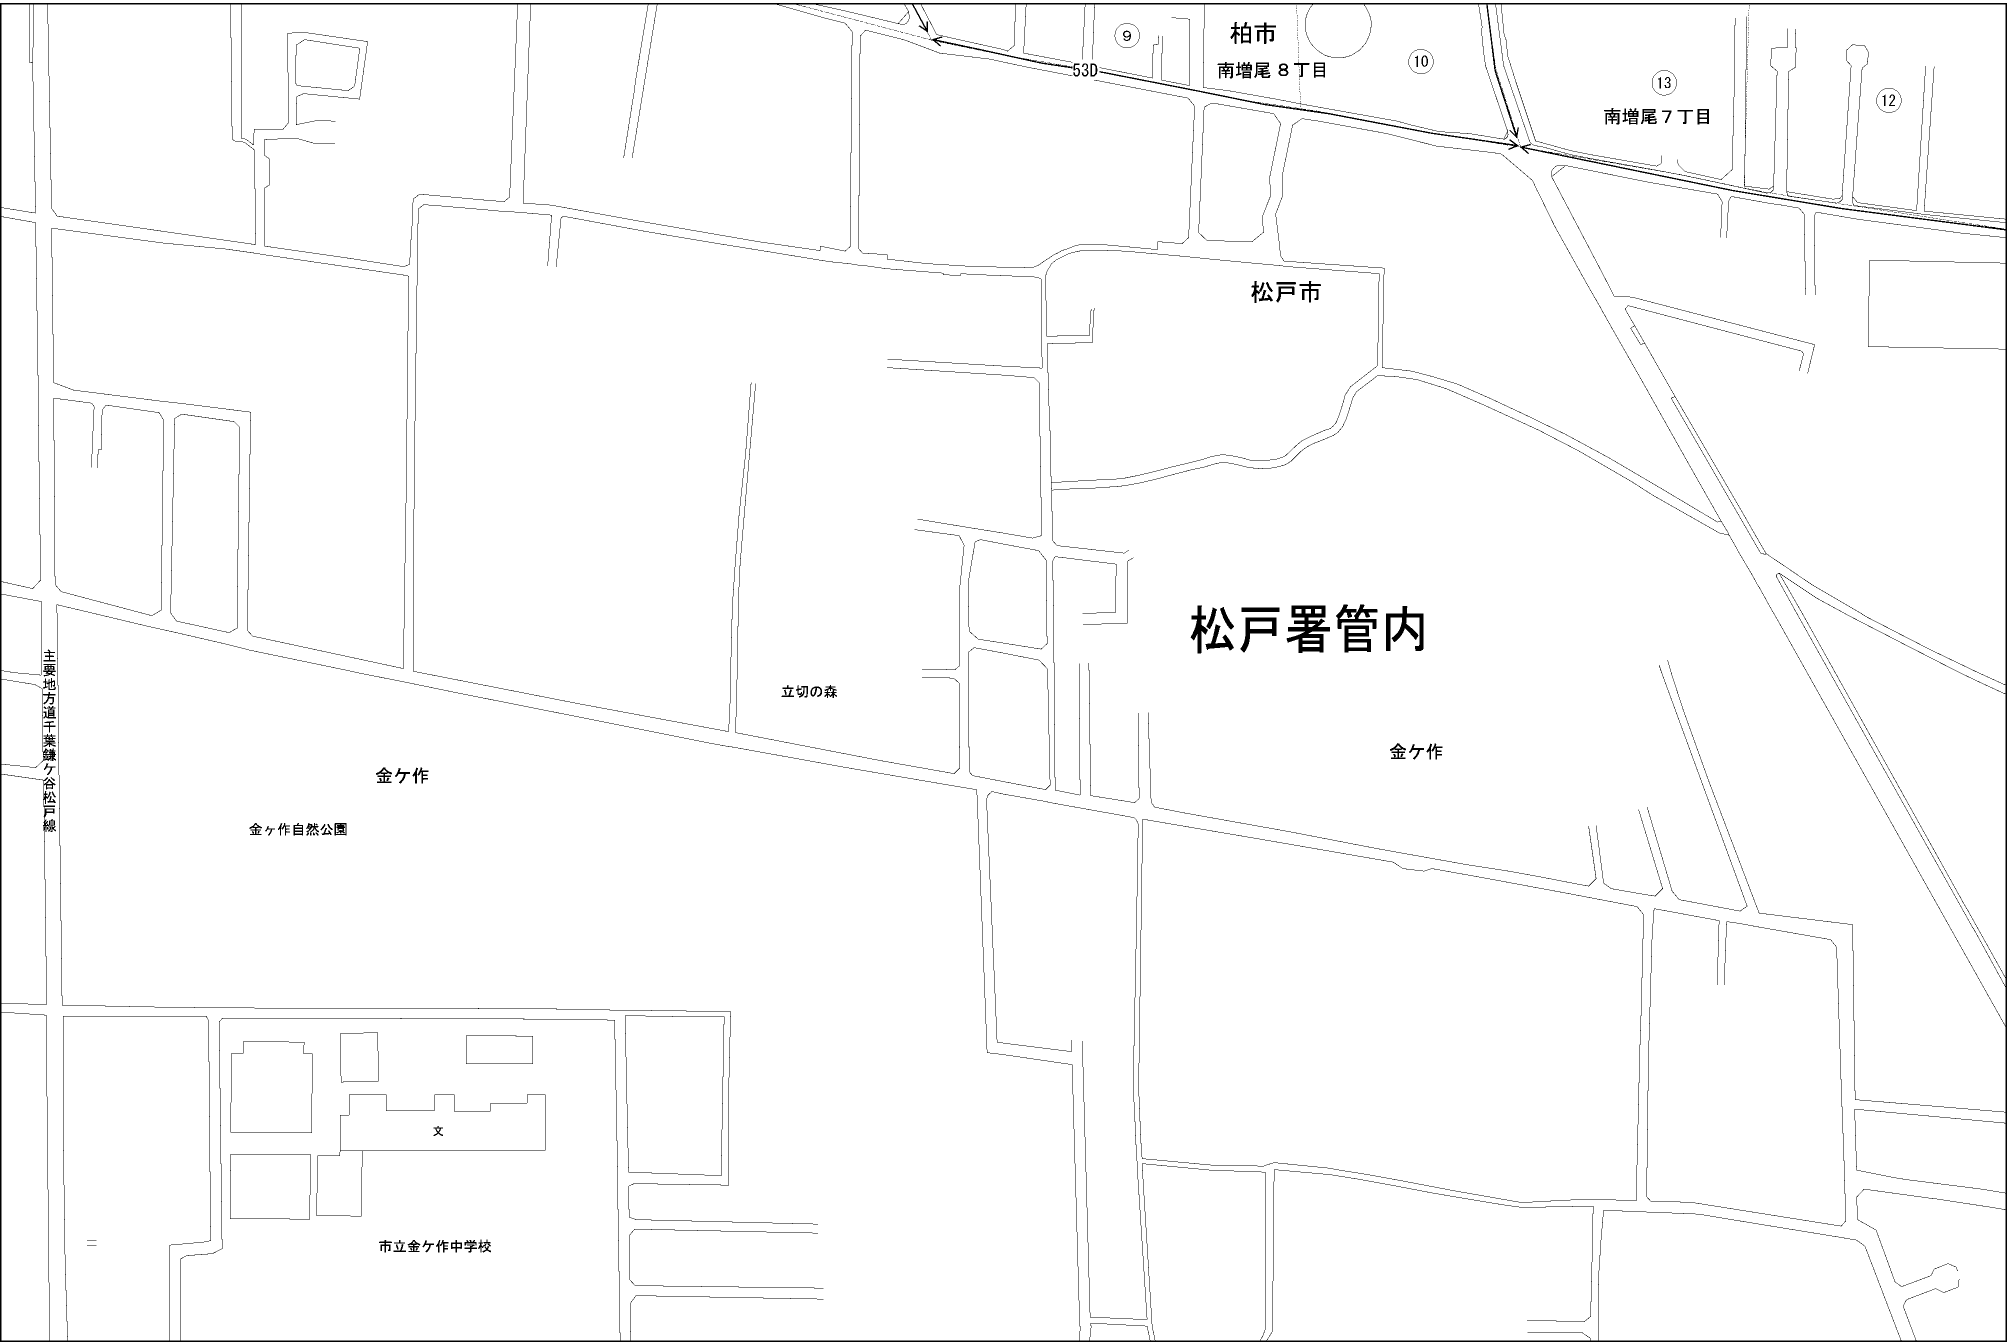 ⑨
柏市
南増尾８丁目
⑩
53D
⑬
南増尾７丁目
⑫
松戸市
松戸署管内
主要地方道千葉鎌ケ谷松戸線
立切の森
金ケ作
金ケ作
金ヶ作自然公園
文
市立金ケ作中学校